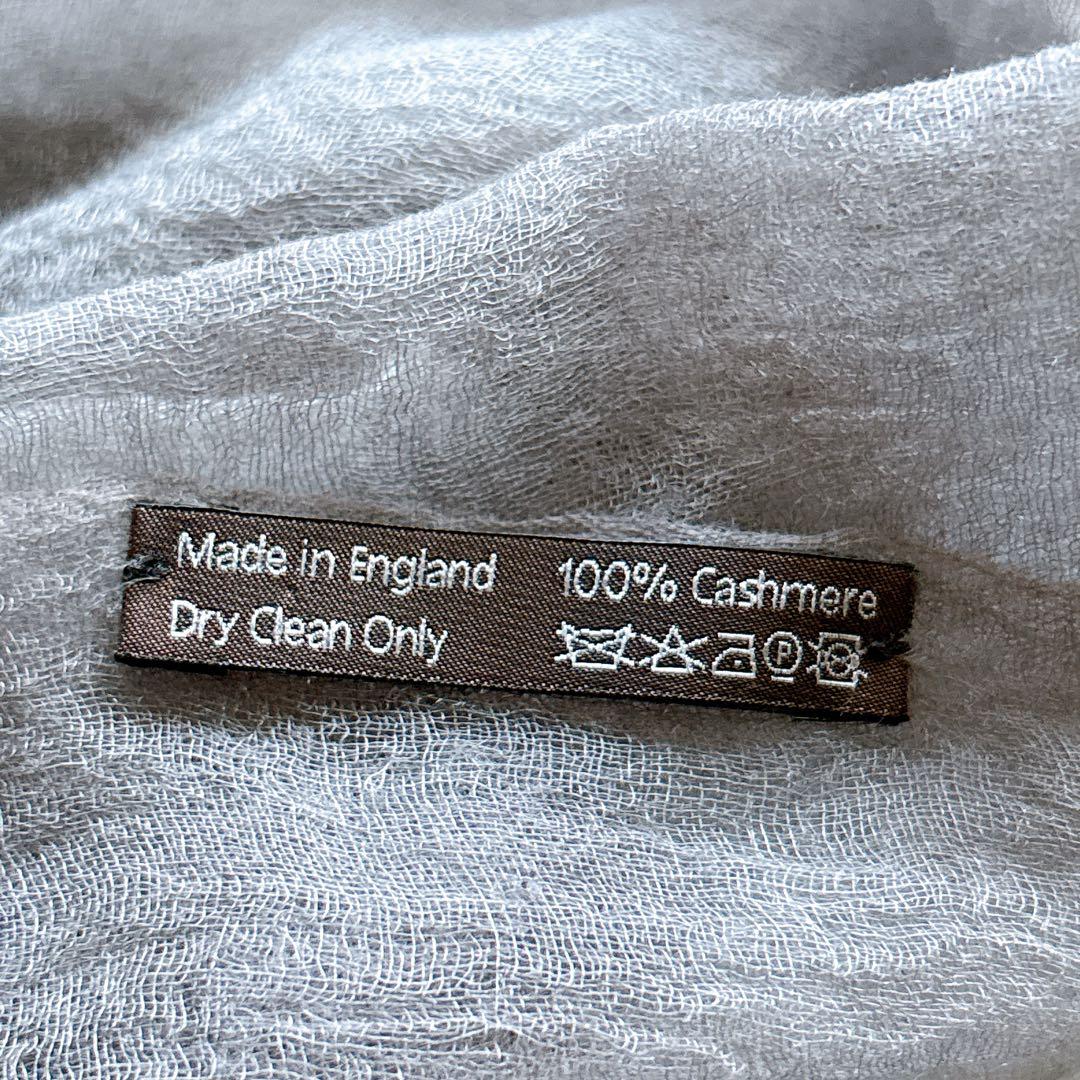 Made in England
Dry Clean Only
100% Cashmere
P